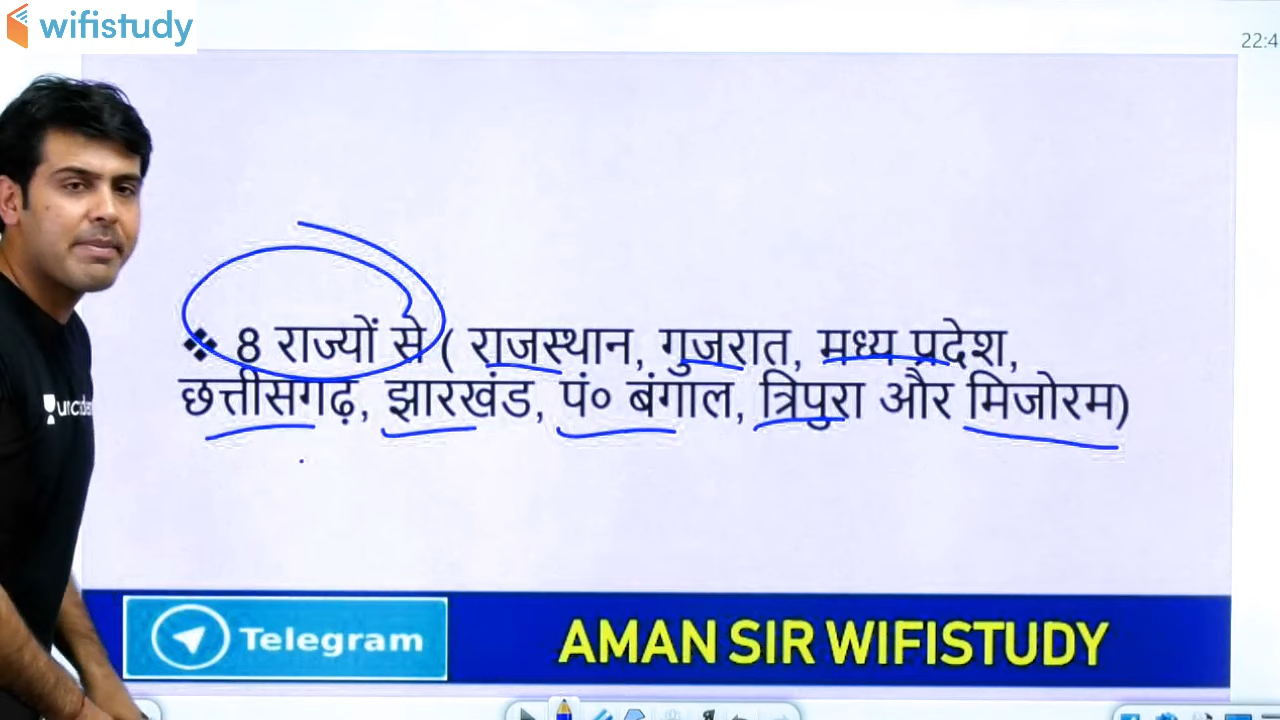 wifistudy
22:4
❖ 8 राज्यों से ( राजस्थान, गुजरात, मध्य प्रदेश,
छत्तीसगढ़, झारखंड, पं० बंगाल, त्रिपुरा और मिजोरम)
Telegram
AMAN SIR WIFISTUDY